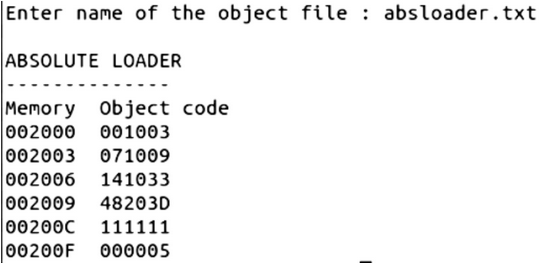 Enter name of the object file : absloader.txt
ABSOLUTE LOADER
--------------
Memory  Object code
002000  001003
002003  071009
002006  141033
002009  48203D
00200C  111111
00200F  000005